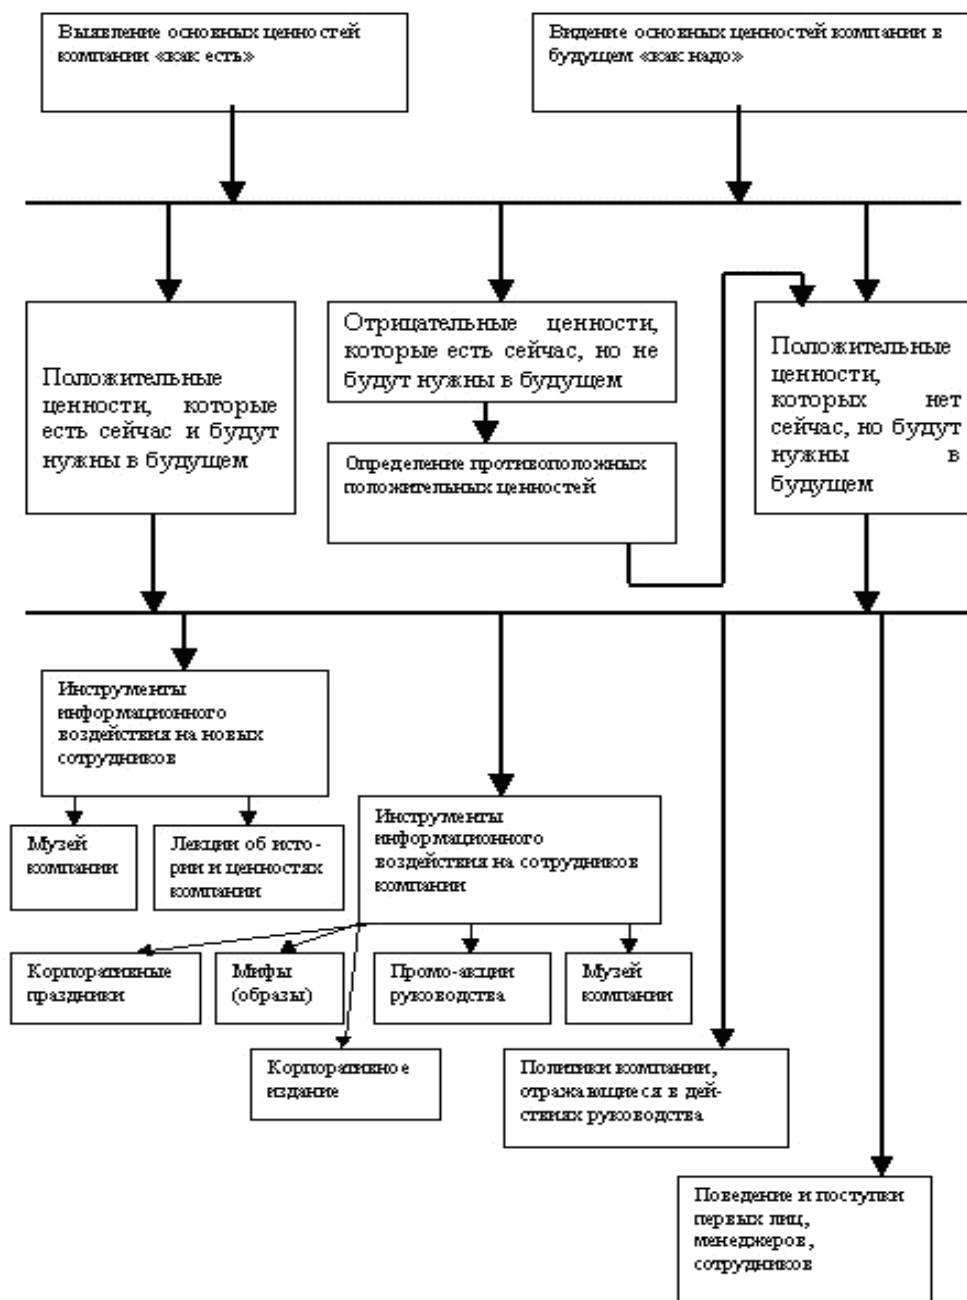 Выявление основных ценностей
компании «как есть»
Видение основных ценностей компании в
будущем «как надо»
Положительные
ценности, которые
есть сейчас и будут
нужны в будущем
Отрицательные ценности,
которые есть сейчас, но не
будут нужны в будущем
Определение противоположных
положительных ценностей
Положительные
ценности,
которых нет
сейчас, но будут
нужны в
будущем
Инструменты
информационного
воздействия на новых
сотрудников
Музей
компании
Лекции об исто-
рии и ценностях
компании
Инструменты
информационного
воздействия на сотрудников
компании
Корпоративные
праздники
Мифы
(образы)
Промо-акции
руководства
Музей
компании
Корпоративное
издание
Политики компании,
отражающиеся в дей-
ствиях руководства
Поведение и поступки
первых лиц,
менеджеров,
сотрудников